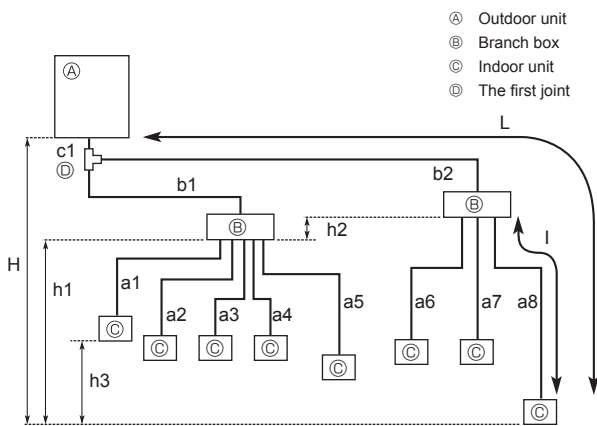 Ⓐ Outdoor unit
Ⓑ Branch box
Ⓒ Indoor unit
Ⓓ The first joint
Ⓐ
L
c1
Ⓓ
b1
b2
Ⓑ
Ⓑ
h2
l
H
h1
a1
a2
a3
a4
a5
a6
a7
a8
Ⓒ
Ⓒ
Ⓒ
Ⓒ
Ⓒ
Ⓒ
Ⓒ
h3
Ⓒ